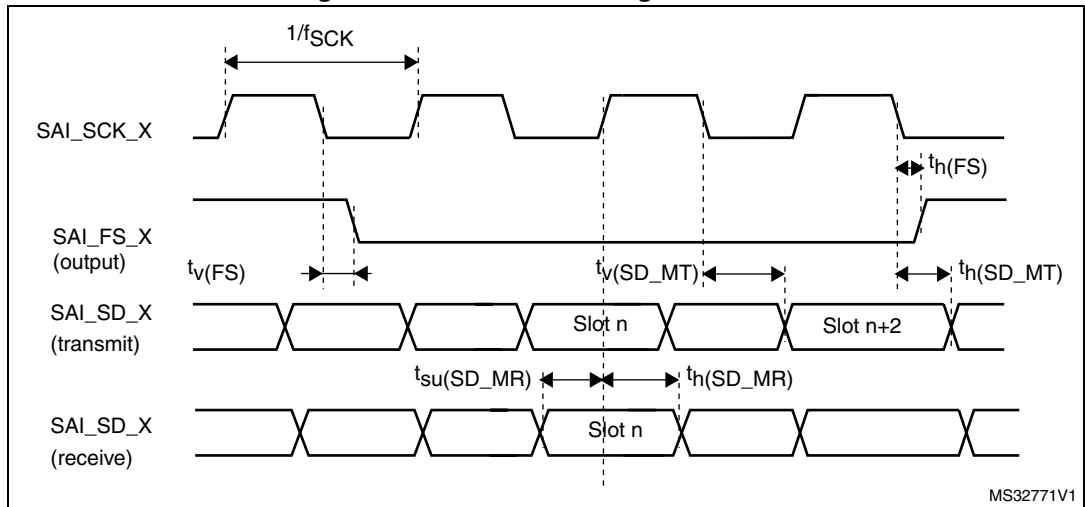 1/fSCK
SAI_SCK_X
th(FS)
SAI_FS_X
(output)
tv(FS)
tv(SD_MT)
th(SD_MT)
SAI_SD_X
(transmit)
Slot n
Slot n+2
tsu(SD_MR)
th(SD_MR)
SAI_SD_X
(receive)
Slot n
MS32771V1